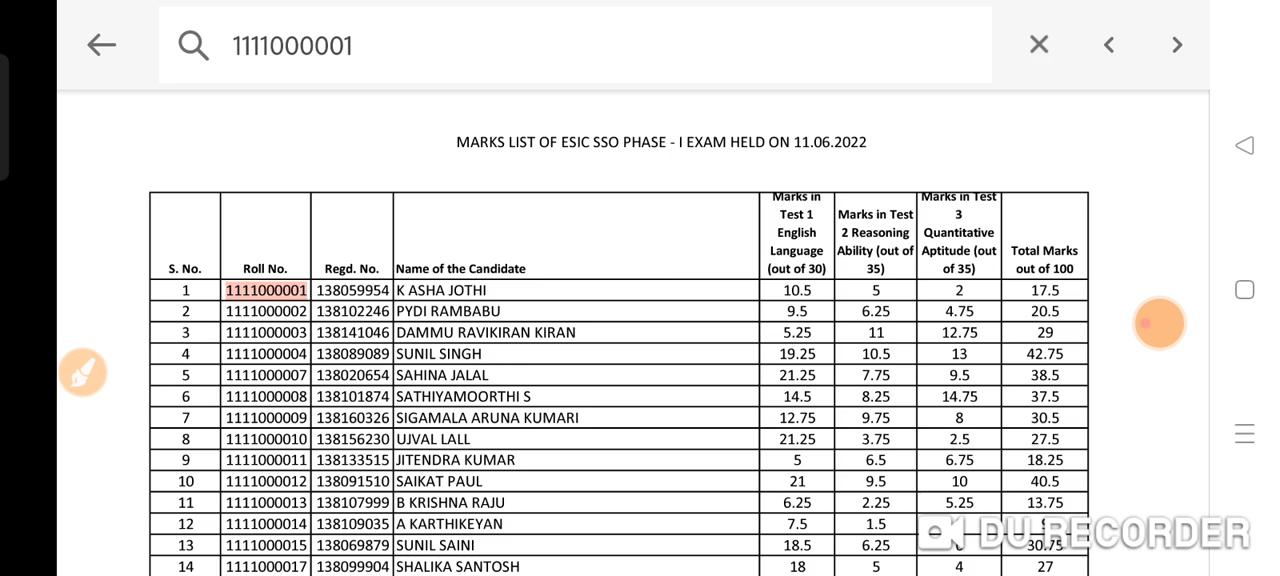 1111000001
MARKS LIST OF ESIC SSO PHASE - I EXAM HELD ON 11.06.2022
S. No. Roll No. Regd. No. Name of the Candidate Marks in Test 1 English Language (out of 30) Marks in Test 2 Reasoning Ability (out of 35) Marks in Test 3 Quantitative Aptitude (out of 35) Total Marks out of 100
1 1111000001 138059954 K ASHA JOTHI 10.5 5 2 17.5
2 1111000002 138102246 PYDI RAMBABU 9.5 6.25 4.75 20.5
3 1111000003 138141046 DAMMU RAVIKIRAN KIRAN 5.25 11 12.75 29
4 1111000004 138089089 SUNIL SINGH 19.25 10.5 13 42.75
5 1111000007 138020654 SAHINA JALAL 21.25 7.75 9.5 38.5
6 1111000008 138101874 SATHIYAMOORTHI S 14.5 8.25 14.75 37.5
7 1111000009 138160326 SIGAMALA ARUNA KUMARI 12.75 9.75 8 30.5
8 1111000010 138156230 UJVAL LALL 21.25 3.75 2.5 27.5
9 1111000011 138133515 JITENDRA KUMAR 5 6.5 6.75 18.25
10 1111000012 138091510 SAIKAT PAUL 21 9.5 10 40.5
11 1111000013 138107999 B KRISHNA RAJU 6.25 2.25 5.25 13.75
12 1111000014 138109035 A KARTHIKEYAN 7.5 1.5
13 1111000015 138069879 SUNIL SAINI 18.5 6.25 30.75
14 1111000017 138099904 SHALIKA SANTOSH 18 5 4 27
DU RECORDER